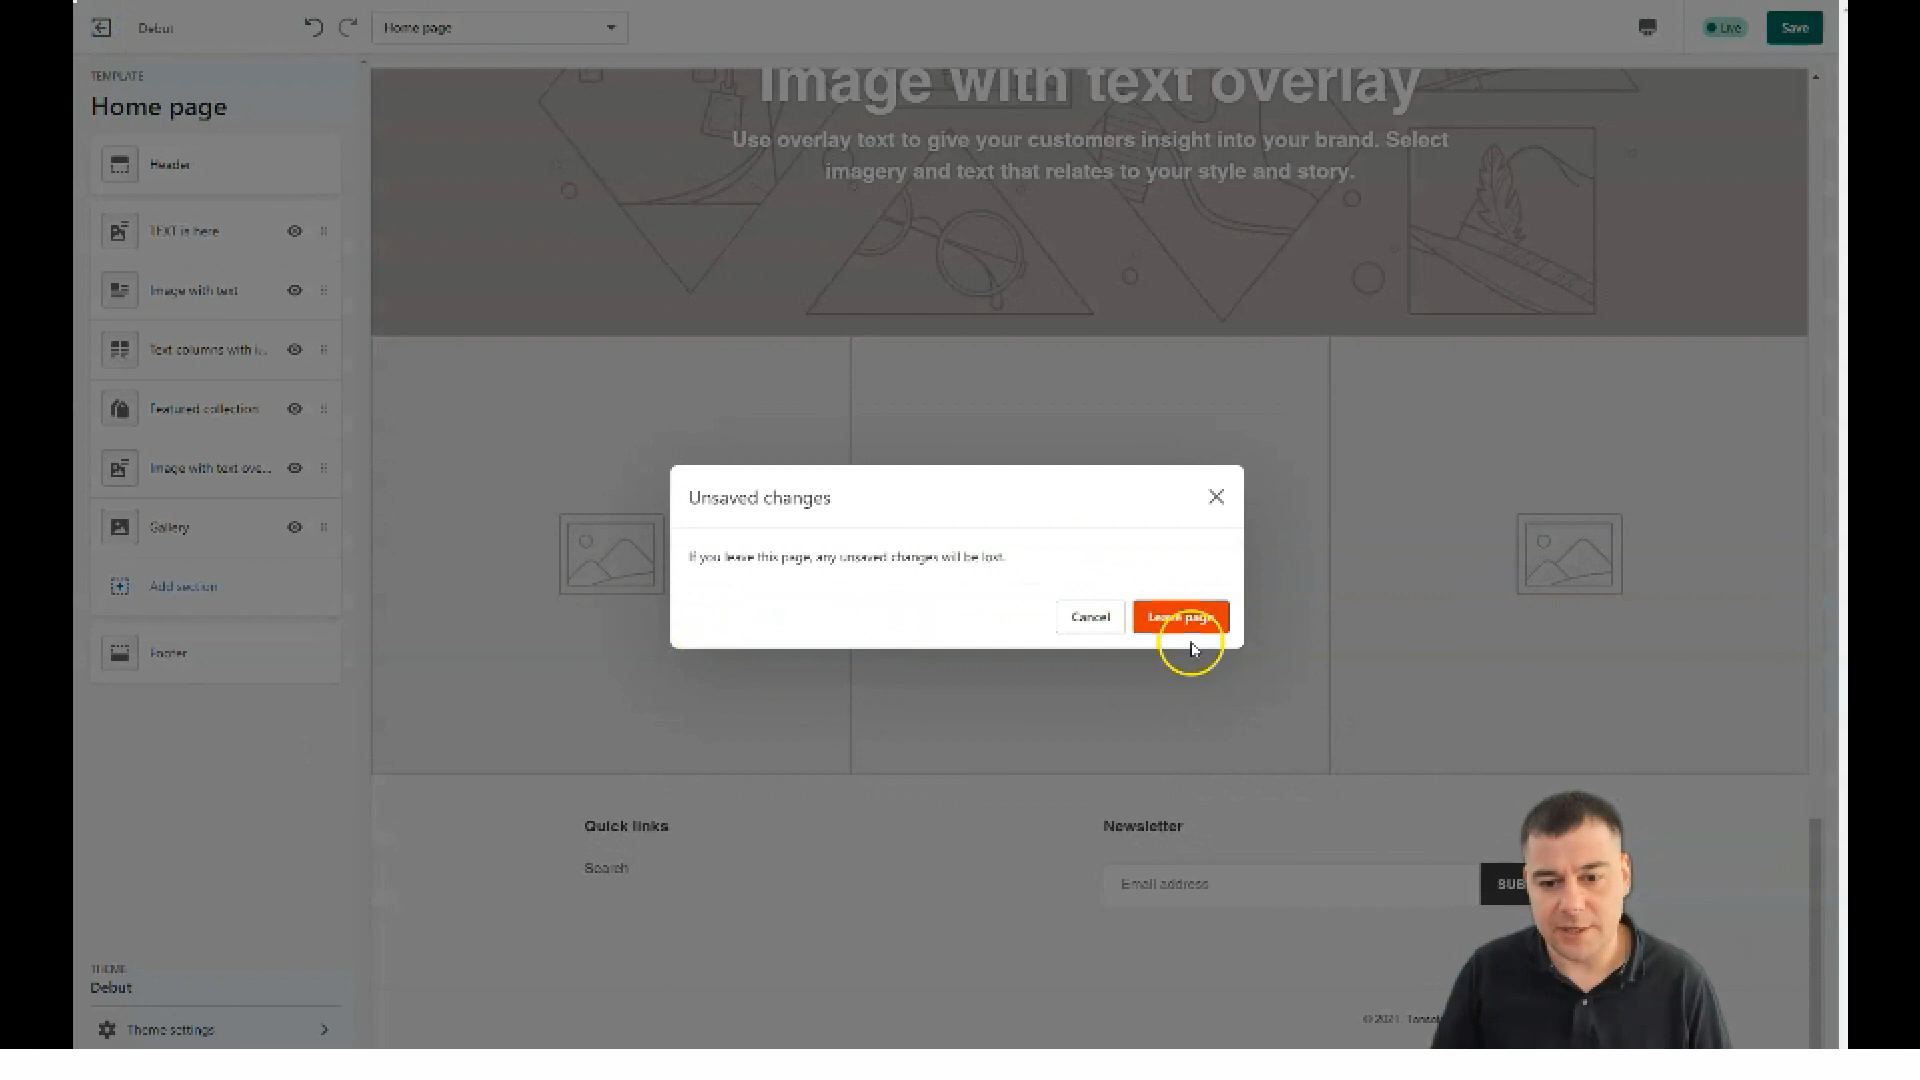 Debut
Home page
Live
Save
TEMPLATE
Home page
Header
TEXT is here
Image with text
Text columns with i...
Featured collection
Image with text ove...
Gallery
Add section
Footer
THEME
Debut
Theme settings
Image with text overlay
Use overlay text to give your customers insight into your brand. Select
imagery and text that relates to your style and story.
Unsaved changes
If you leave this page, any unsaved changes will be lost.
Cancel
Leave page
Quick links
Search
Newsletter
Email address
SUB
© 2021,